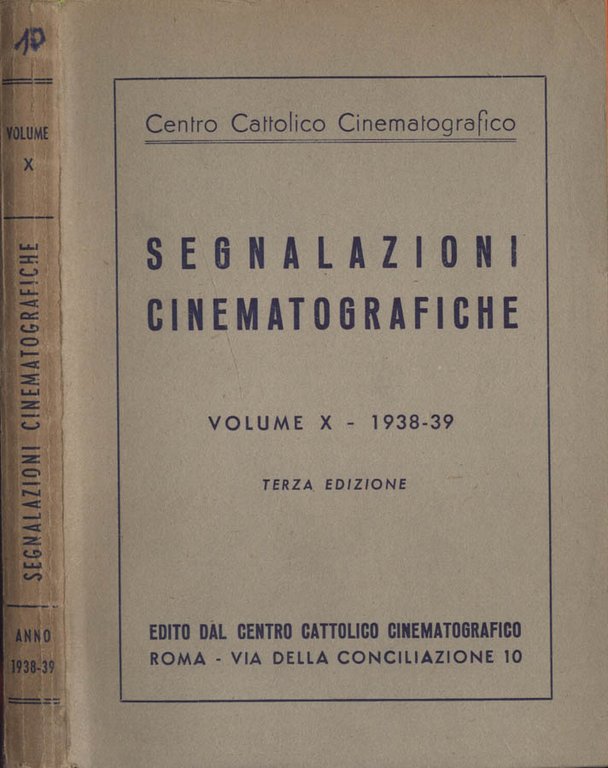 10
VOLUME
X
SEGNALAZIONI CINEMATOGRAFICHE
ANNO
1938-39
Centro Cattolico Cinematografico
SEGNALAZIONI
CINEMATOGRAFICHE
VOLUME X - 1938-39
TERZA EDIZIONE
EDITO DAL CENTRO CATTOLICO CINEMATOGRAFICO
ROMA - VIA DELLA CONCILIAZIONE 10